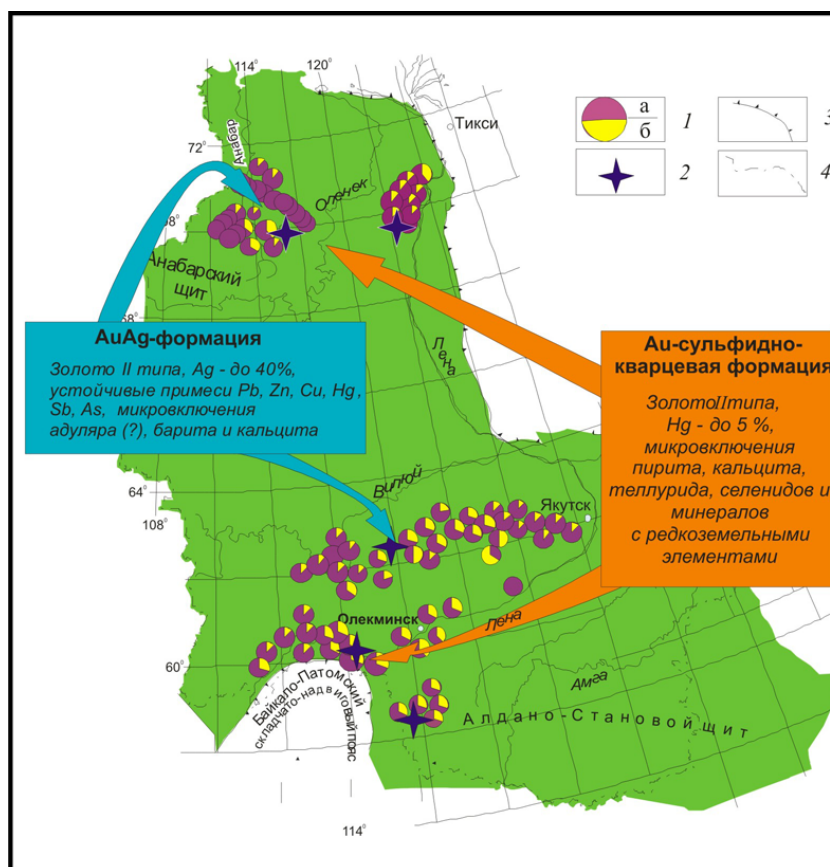 114°
120°
72°
Анабар
Тикси
а
б
1
2
3
4
Оленек
68°
Анабарский
щит
68°
AuAg-формация
Золото II типа, Ag - до 40%,
устойчивые примеси Pb, Zn, Cu, Hg,
Sb, As, микровключения
адуляра (?), барита и кальцита
Лена
Au-сульфидно-
кварцевая формация
ЗолотоIIтипа,
Hg - до 5 %,
микровключения
пирита, кальцита,
теллурида, селенидов и
минералов
с редкоземельными
элементами
64°
108°
Вилюй
Якутск
Олекминск
Лена
60°
Байкало-Патомский
складчато-надвиговый пояс
Амга
Алдано-Становой щит
114°